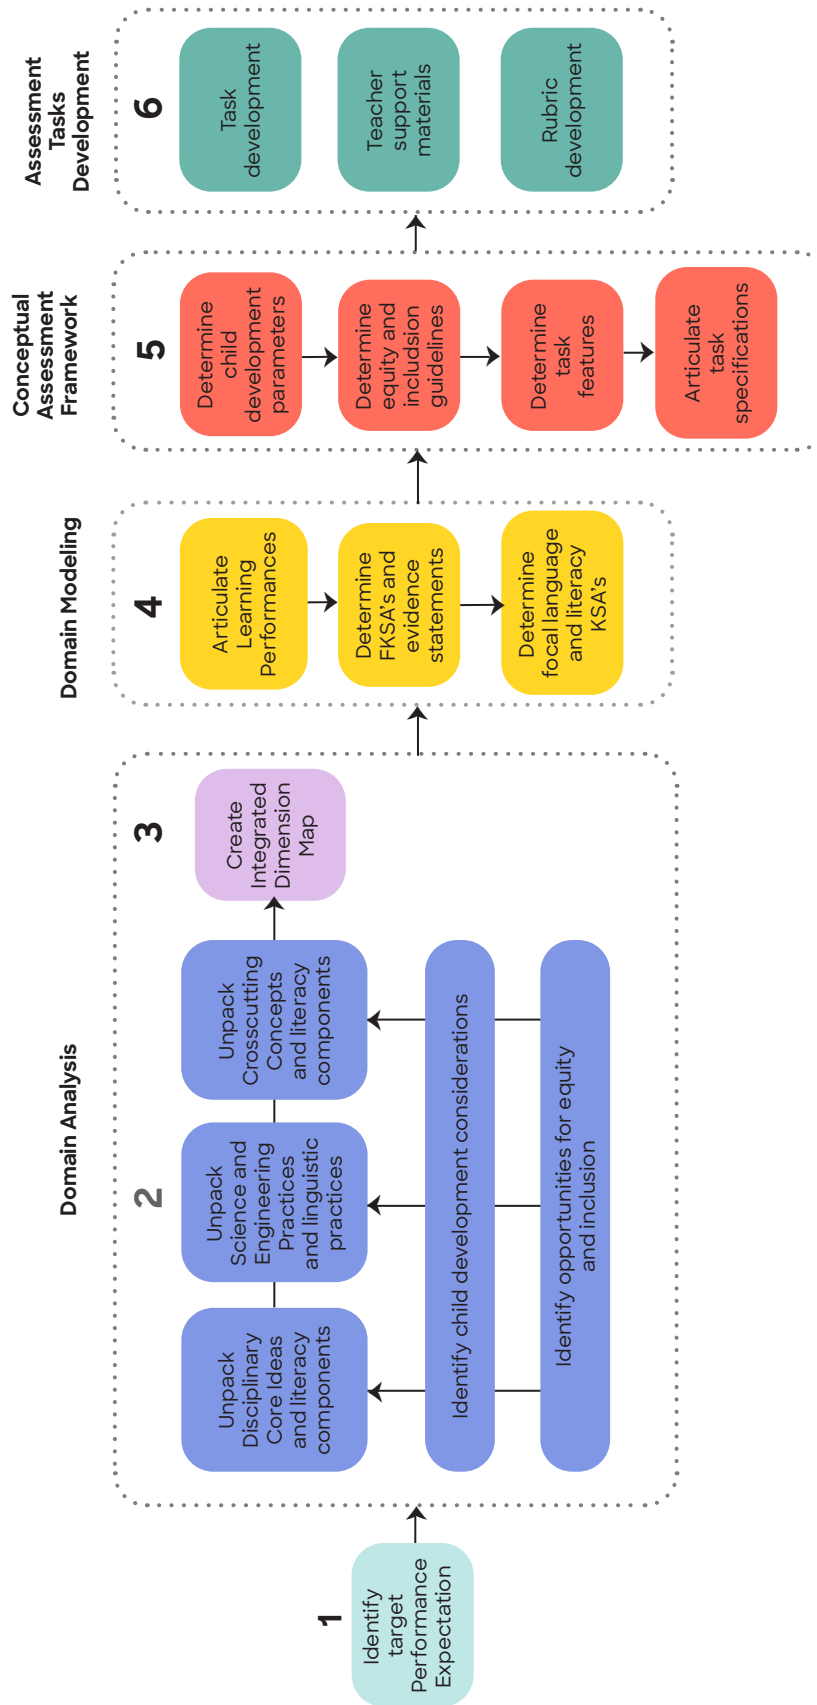 1
Identify
target
Performance
Expectation
Domain Analysis
2
Unpack
Disciplinary
Core Ideas
and literacy
components
Unpack
Science and
Engineering
Practices
and linguistic
practices
Unpack
Crosscutting
Concepts
and literacy
components
Identify child development considerations
Identify opportunities for equity
and inclusion
3
Create
Integrated
Dimension
Map
Domain Modeling
4
Articulate
Learning
Performances
Determine
FKSA's and
evidence
statements
Determine
focal language
and literacy
KSA's
Conceptual
Assessment
Framework
5
Determine
child
development
parameters
Determine
equity and
includsion
guidelines
Determine
task
features
Articulate
task
specifications
Assessment
Tasks
Development
6
Task
development
Teacher
support
materials
Rubric
development